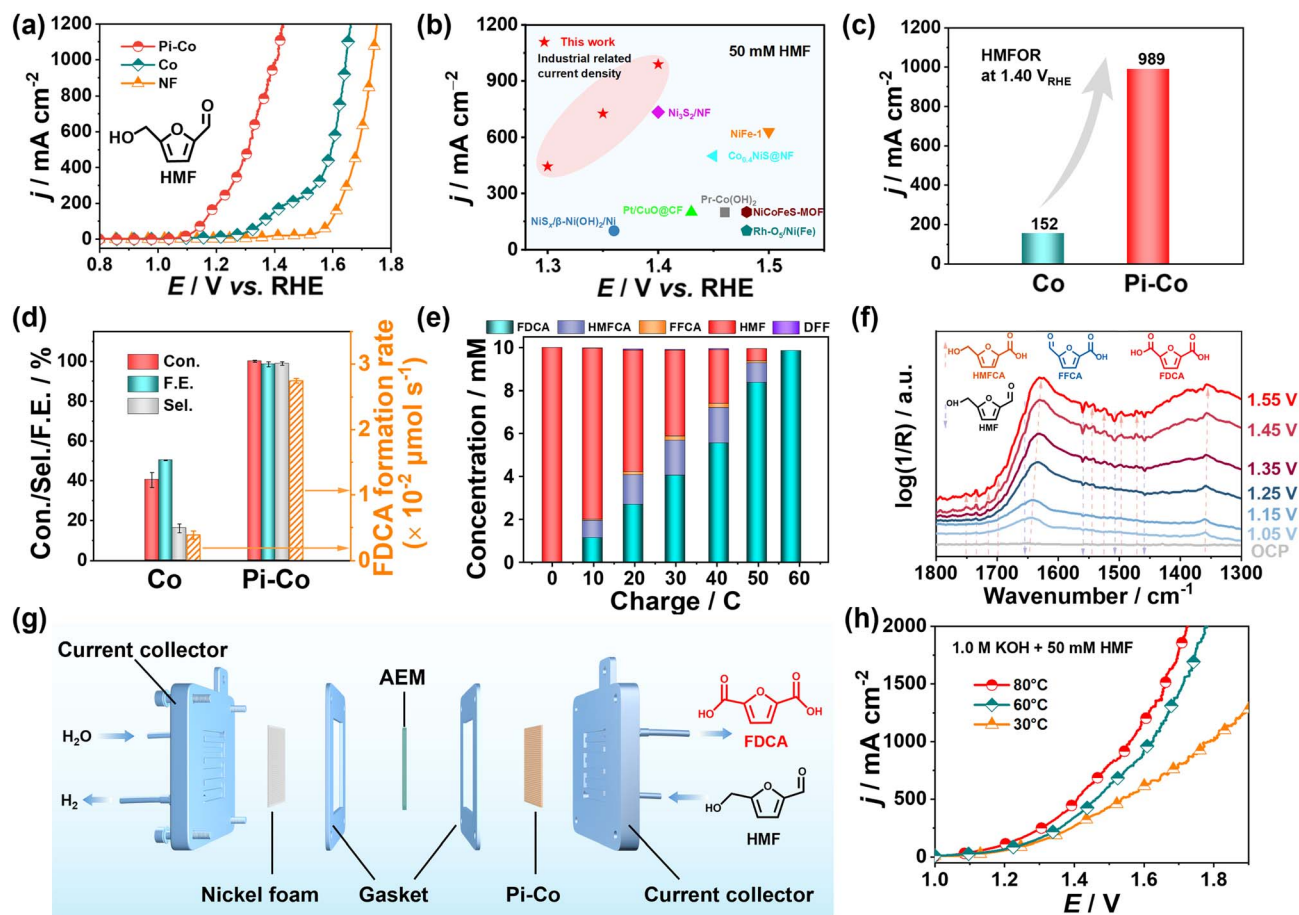 (a)
1200
1000
800
600
400
200
0
j / mA cm⁻²
Pi-Co
Co
NF
HO
O
O
HMF
0.8 1.0 1.2 1.4 1.6 1.8
E / V vs. RHE
(b)
1200
900
600
300
0
j / mA cm⁻²
This work
Industrial related
current density
50 mM HMF
Ni₃S₂/NF
NiFe-1
Co₀.₄NiS@NF
Pr-Co(OH)₂
Pt/CuO@CF
NiCoFeS-MOF
NiSₓ/β-Ni(OH)₂/Ni
Rh-O₅/Ni(Fe)
1.3 1.4 1.5
E / V vs. RHE
(c)
1200
1000
800
600
400
200
0
j / mA cm⁻²
HMFOR
at 1.40 V_RHE
989
152
Co Pi-Co
(d)
100
80
60
40
20
0
Con./Sel./F.E. / %
Con.
F.E.
Sel.
3
2
1
0
FDCA formation rate
(× 10⁻² μmol s⁻¹)
Co Pi-Co
(e)
FDCA HMFCA FFCA HMF DFF
10
8
6
4
2
0
Concentration / mM
0 10 20 30 40 50 60
Charge / C
(f)
log(1/R) / a.u.
HO
O
O
OH
HMFCA
O
O
O
OH
FFCA
O
HO
O
O
OH
FDCA
HO
O
O
HMF
1.55 V
1.45 V
1.35 V
1.25 V
1.15 V
1.05 V
OCP
1800 1700 1600 1500 1400 1300
Wavenumber / cm⁻¹
(g)
Current collector
AEM
H₂O
H₂
O
HO
O
O
OH
FDCA
HO
O
O
HMF
Nickel foam Gasket Pi-Co Current collector
(h)
2000
1500
1000
500
0
j / mA cm⁻²
1.0 M KOH + 50 mM HMF
80°C
60°C
30°C
1.0 1.2 1.4 1.6 1.8
E / V